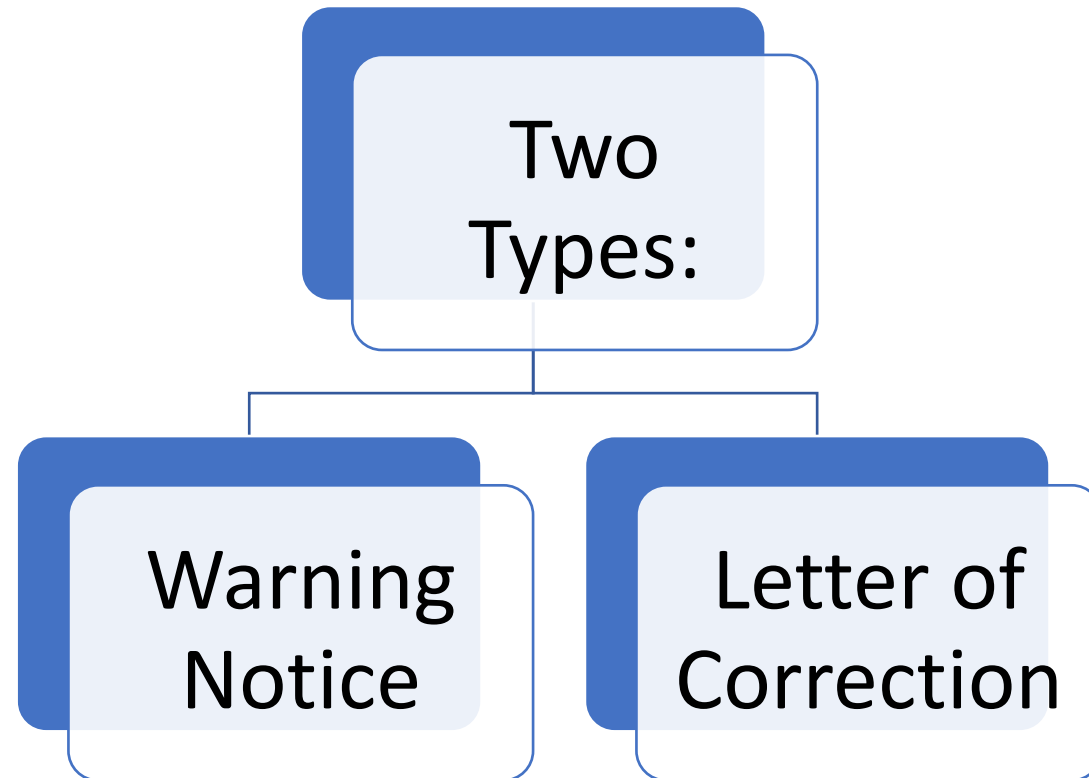 Two
Types:
Warning
Notice
Letter of
Correction